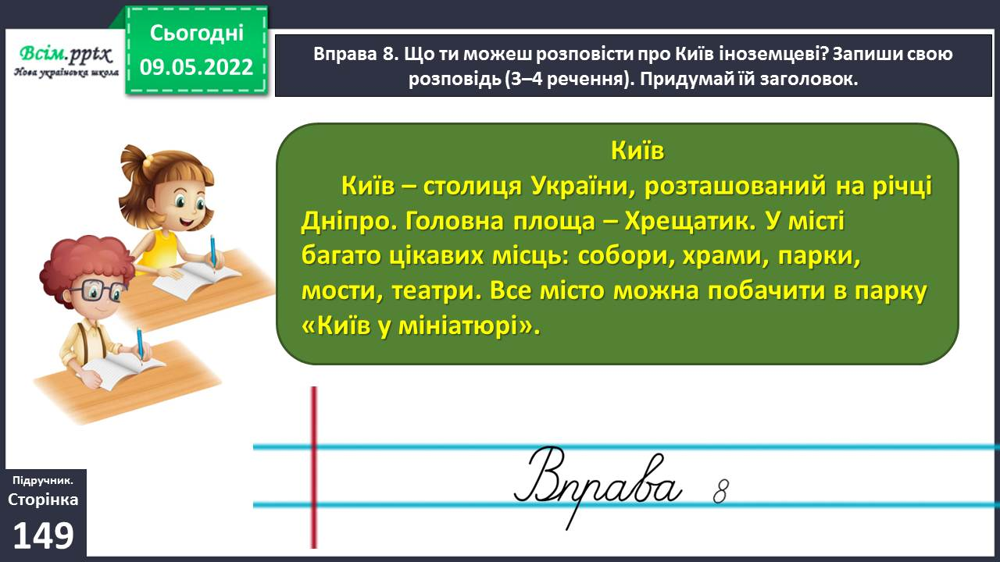 Всім.pptx
Нова українська школа
Сьогодні
09.05.2022
Вправа 8. Що ти можеш розповісти про Київ іноземцеві? Запиши свою
розповідь (3–4 речення). Придумай їй заголовок.
Київ
Київ – столиця України, розташований на річці
Дніпро. Головна площа – Хрещатик. У місті
багато цікавих місць: собори, храми, парки,
мости, театри. Все місто можна побачити в парку
«Київ у мініатюрі».
Вправа 8
Підручник.
Сторінка
149